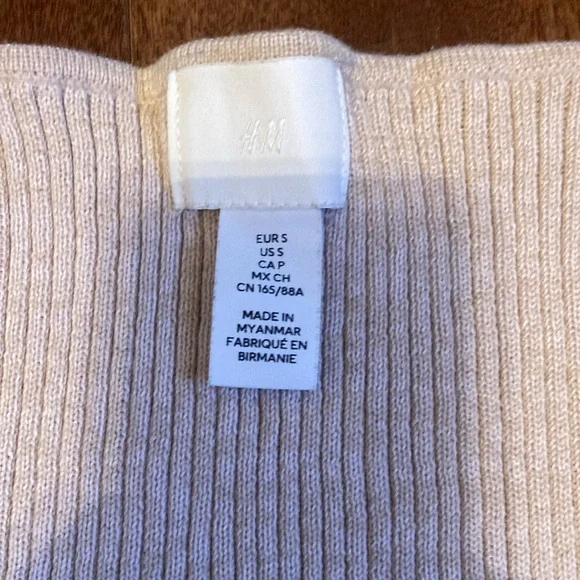 H&M
EUR S
US S
CA P
MX CH
CN 165/88A
MADE IN
MYANMAR
FABRIQUÉ EN
BIRMANIE